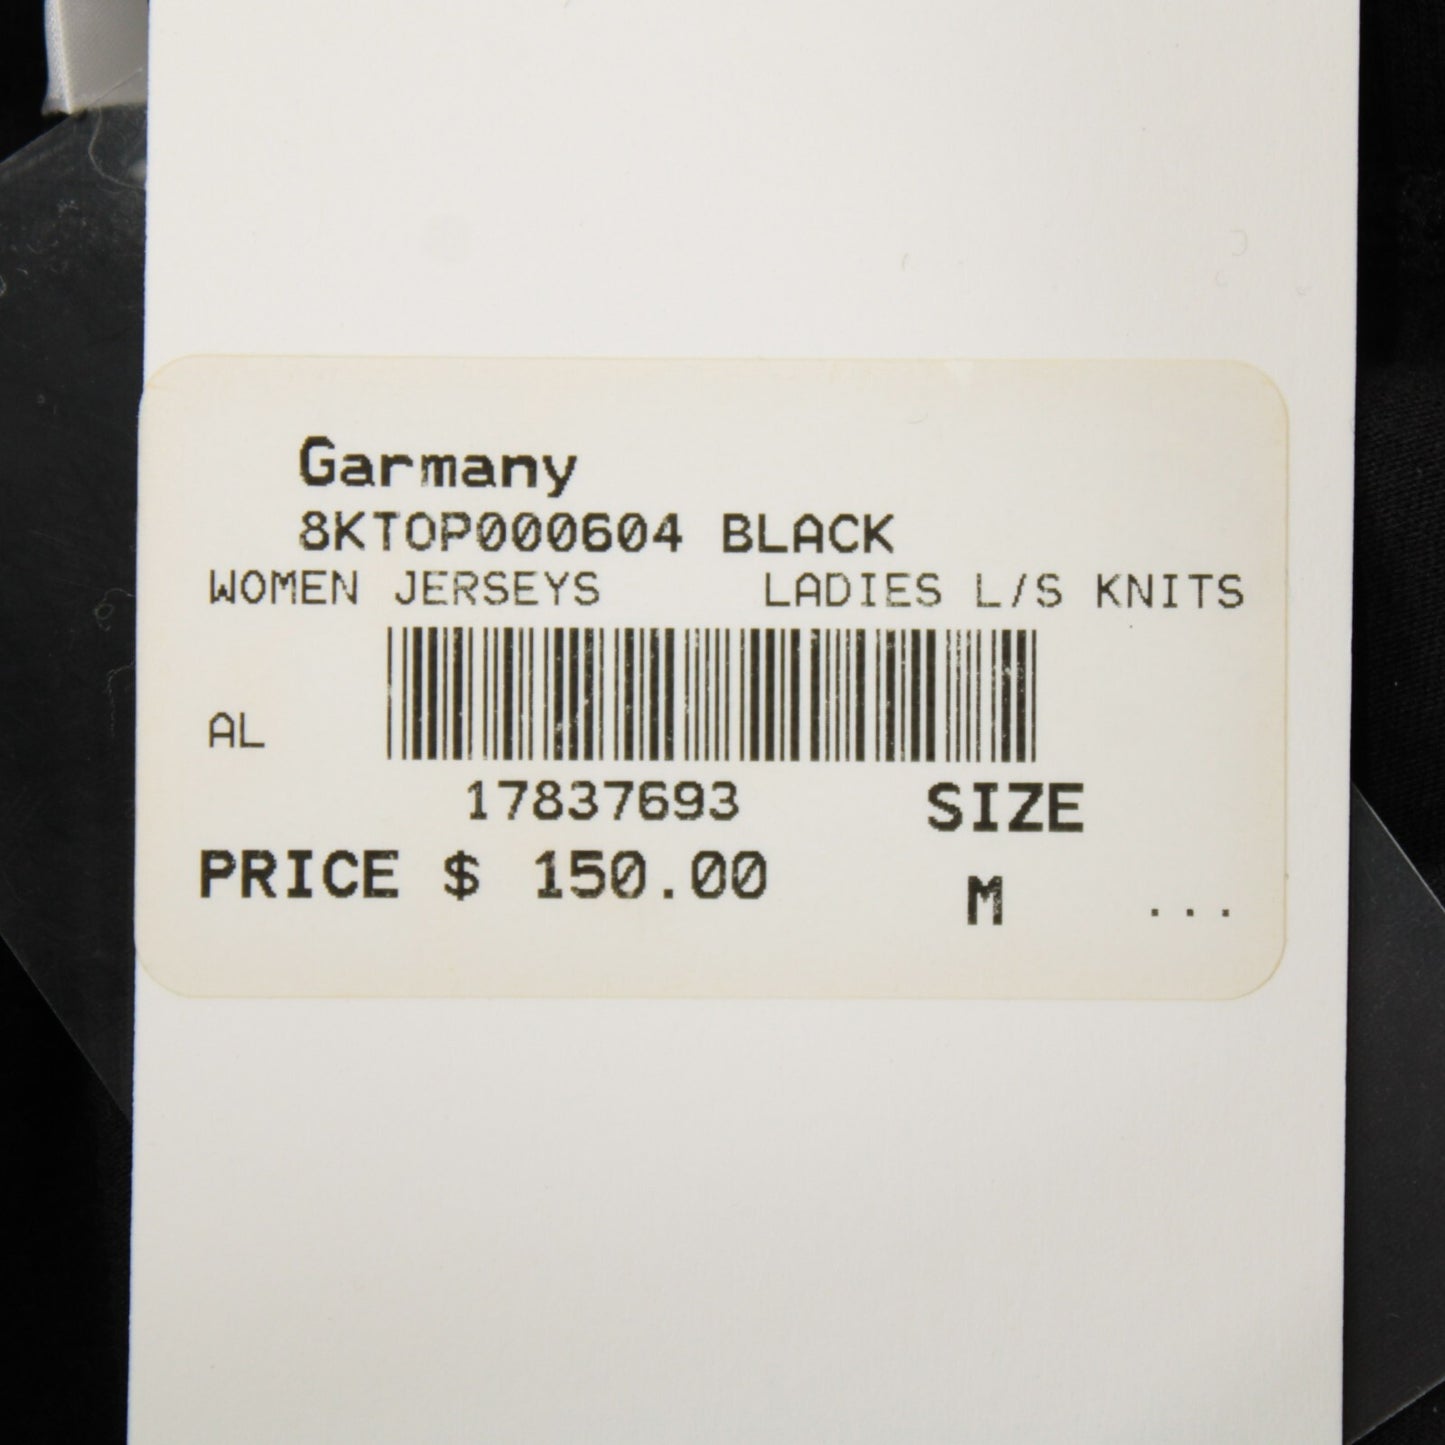 Garmany
8KTOP000604 BLACK
WOMEN JERSEYS LADIES L/S KNITS
AL
17837693 SIZE
PRICE $ 150.00
M ...